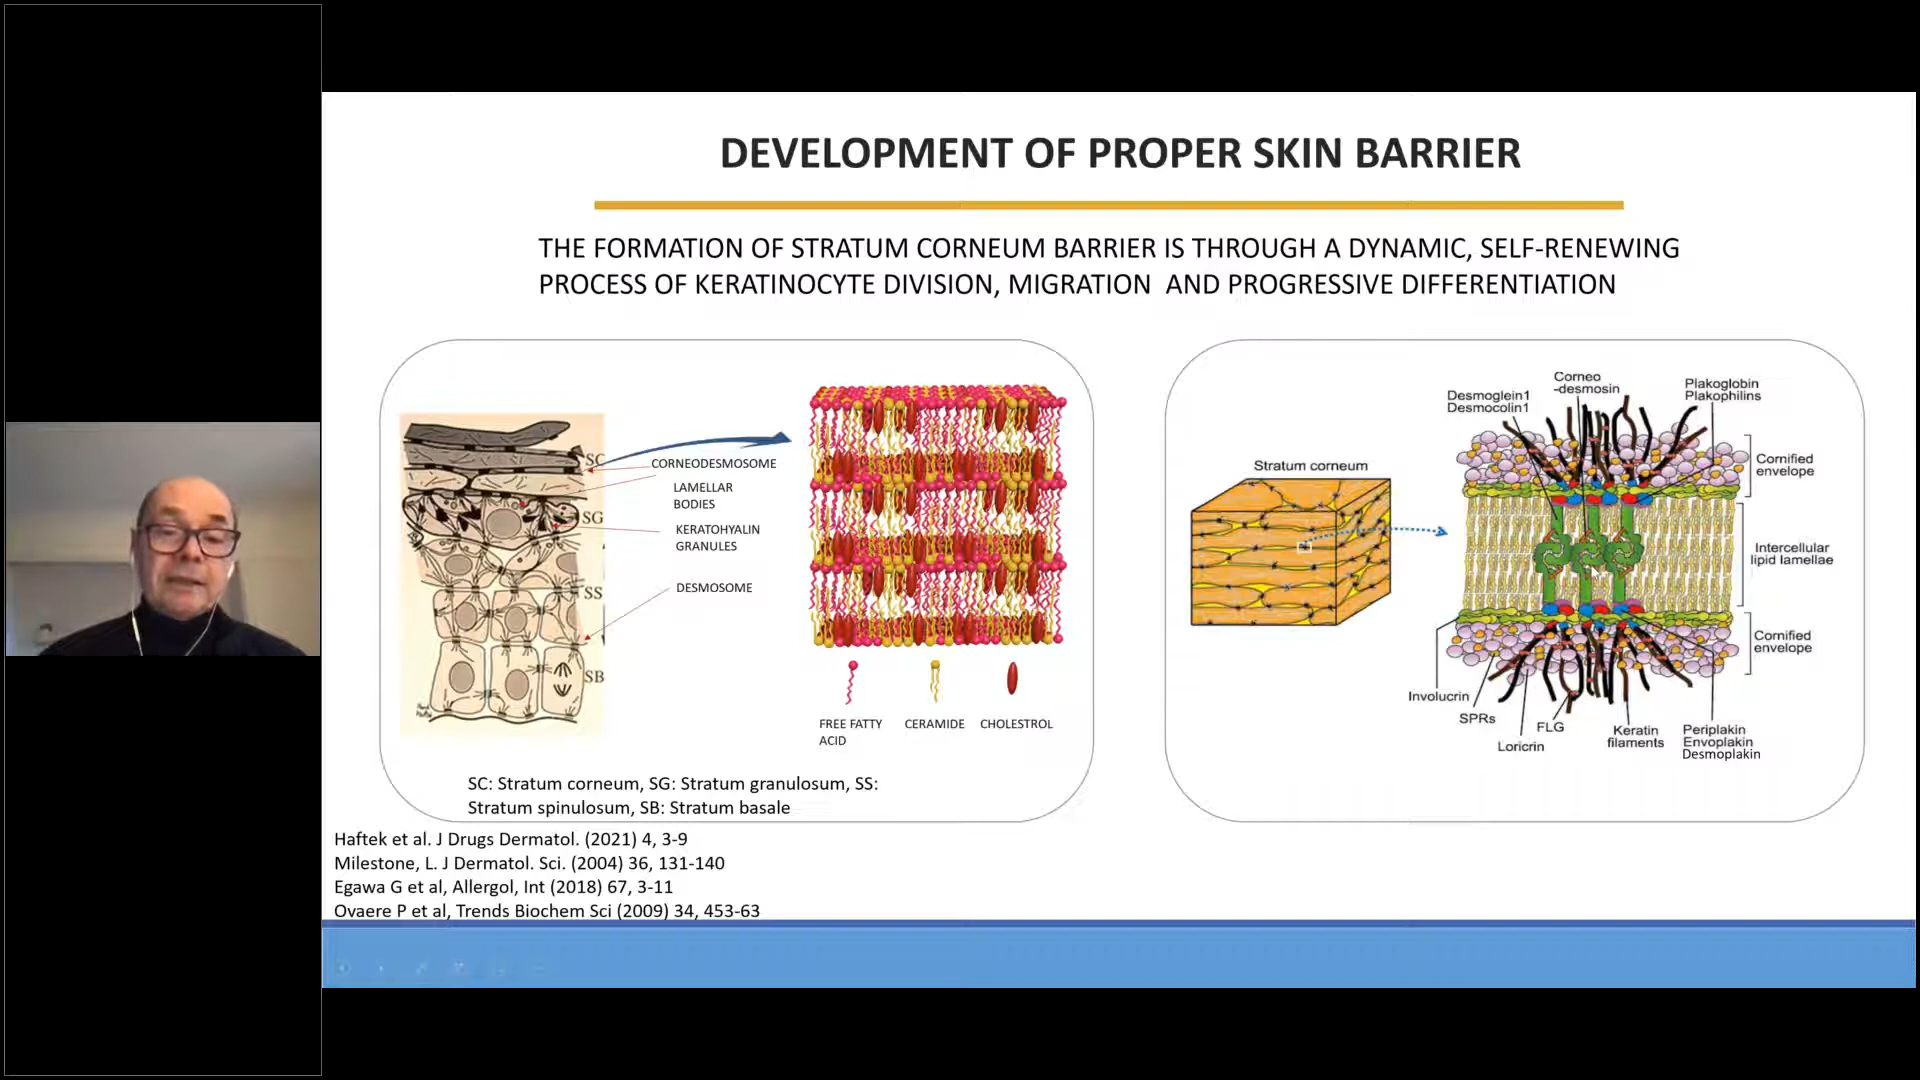 DEVELOPMENT OF PROPER SKIN BARRIER
THE FORMATION OF STRATUM CORNEUM BARRIER IS THROUGH A DYNAMIC, SELF-RENEWING
PROCESS OF KERATINOCYTE DIVISION, MIGRATION AND PROGRESSIVE DIFFERENTIATION
SC
CORNEODESMOSOME
LAMELLAR
BODIES
SG
KERATOHYALIN
GRANULES
SS
DESMOSOME
SB
FREE FATTY
ACID
CERAMIDE
CHOLESTROL
SC: Stratum corneum, SG: Stratum granulosum, SS:
Stratum spinulosum, SB: Stratum basale
Stratum corneum
Desmoglein1
Desmocolin1
Corneo
-desmosin
Plakoglobin
Plakophilins
Cornified
envelope
Intercellular
lipid lamellae
Cornified
envelope
Involucrin
SPRs
Loricrin
FLG
Keratin
filaments
Periplakin
Envoplakin
Desmoplakin
Haftek et al. J Drugs Dermatol. (2021) 4, 3-9
Milestone, L. J Dermatol. Sci. (2004) 36, 131-140
Egawa G et al, Allergol, Int (2018) 67, 3-11
Ovaere P et al, Trends Biochem Sci (2009) 34, 453-63